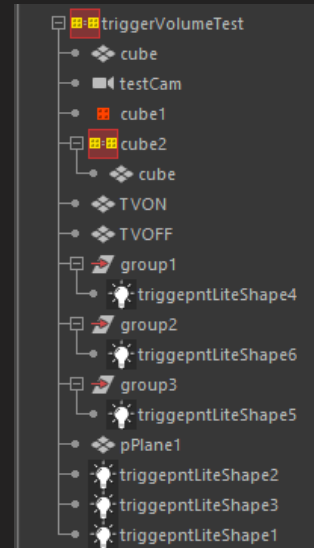 triggerVolumeTest
cube
testCam
cube1
cube2
cube
TVON
TVOFF
group1
triggepntLiteShape4
group2
triggepntLiteShape6
group3
triggepntLiteShape5
pPlane1
triggepntLiteShape2
triggepntLiteShape3
triggepntLiteShape1